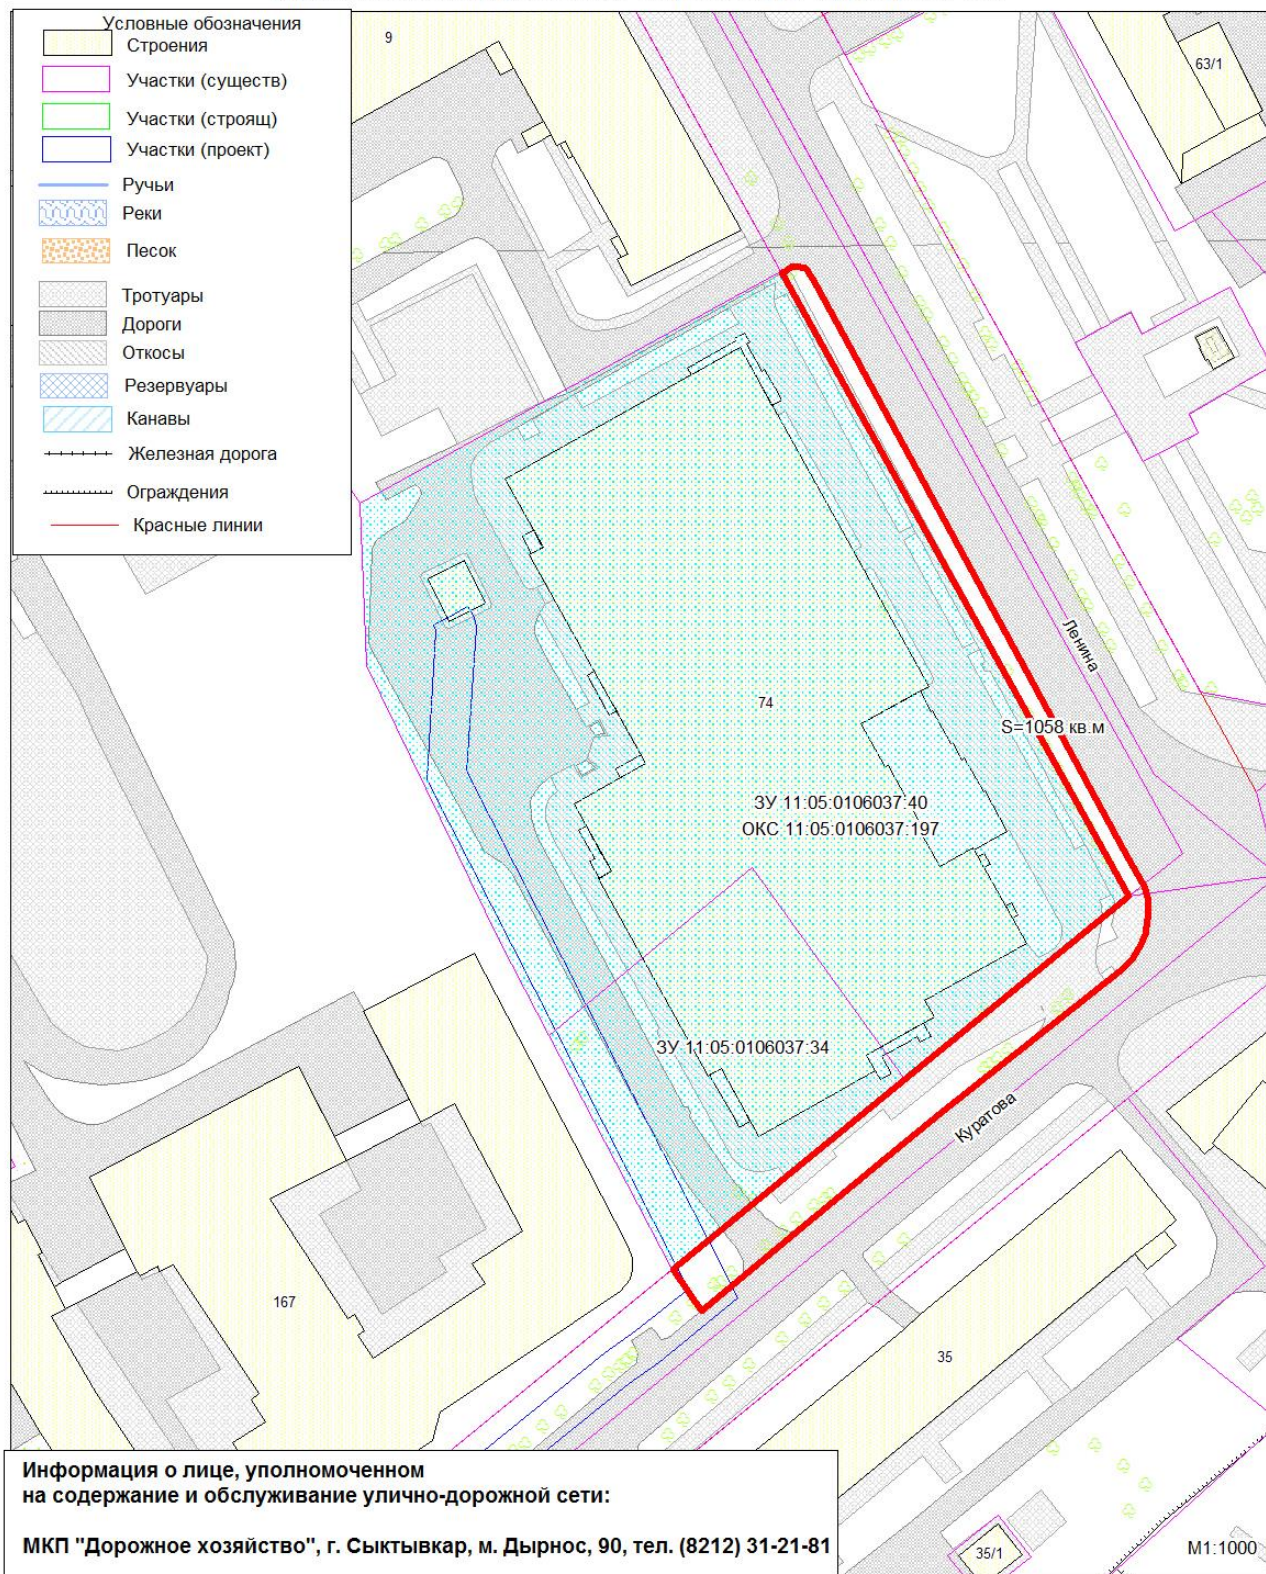 Условные обозначения
Строения
Участки (существ)
Участки (строящ)
Участки (проект)
Ручьи
Реки
Песок
Тротуары
Дороги
Откосы
Резервуары
Канавы
Железная дорога
Ограждения
Красные линии
9
63/1
Ленина
74
S=1058 кв.м
ЗУ 11:05:0106037:40
ОКС 11:05:0106037:197
ЗУ 11:05:0106037:34
Куратова
167
35
35/1
Информация о лице, уполномоченном
на содержание и обслуживание улично-дорожной сети:
МКП "Дорожное хозяйство", г. Сыктывкар, м. Дырнос, 90, тел. (8212) 31-21-81
М1:1000